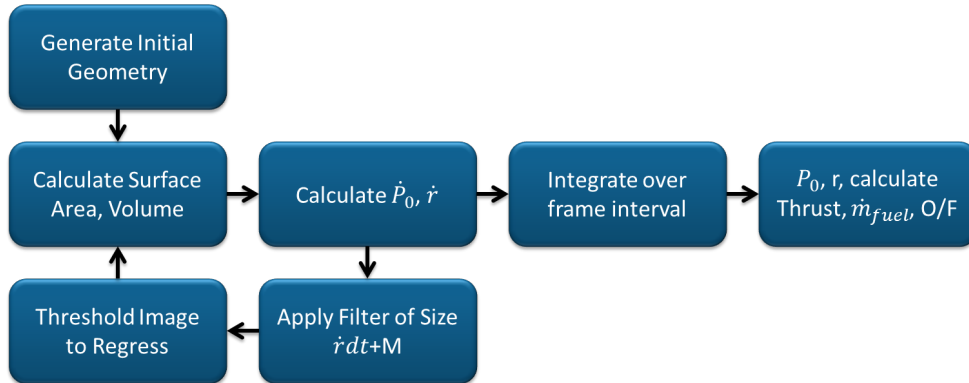 Generate Initial
Geometry
Calculate Surface
Area, Volume
Calculate Ṗ₀, ṙ
Integrate over
frame interval
P₀, r, calculate
Thrust, ṁ_fuel, O/F
Threshold Image
to Regress
Apply Filter of Size
ṙdt+M